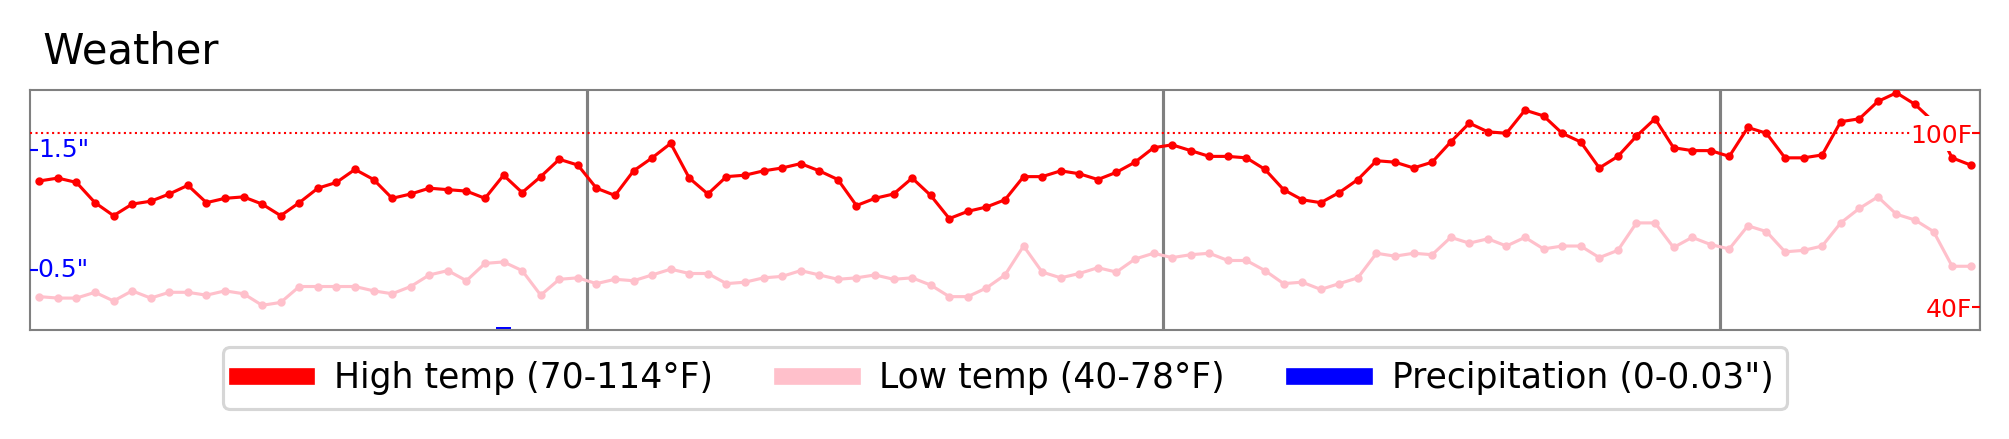 Weather
1.5"
100F
0.5"
40F
High temp (70-114°F) Low temp (40-78°F) Precipitation (0-0.03")